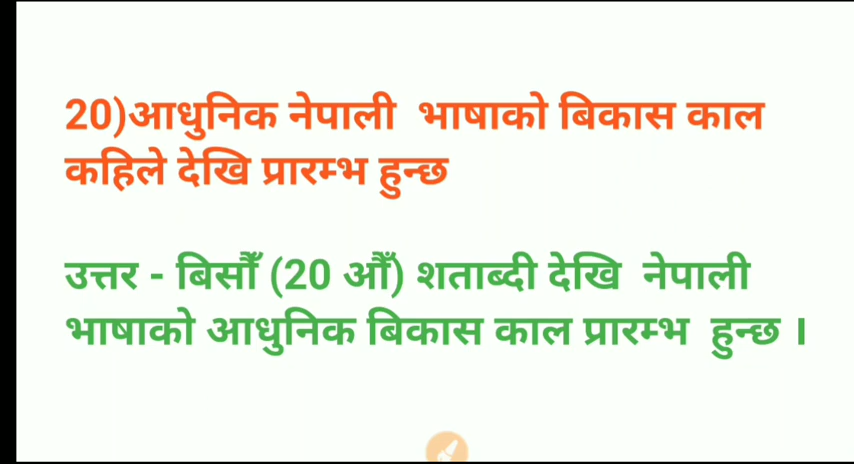 20)आधुनिक नेपाली भाषाको बिकास काल
कहिले देखि प्रारम्भ हुन्छ
उत्तर - बिसौँ (20 औँ) शताब्दी देखि नेपाली
भाषाको आधुनिक बिकास काल प्रारम्भ हुन्छ ।